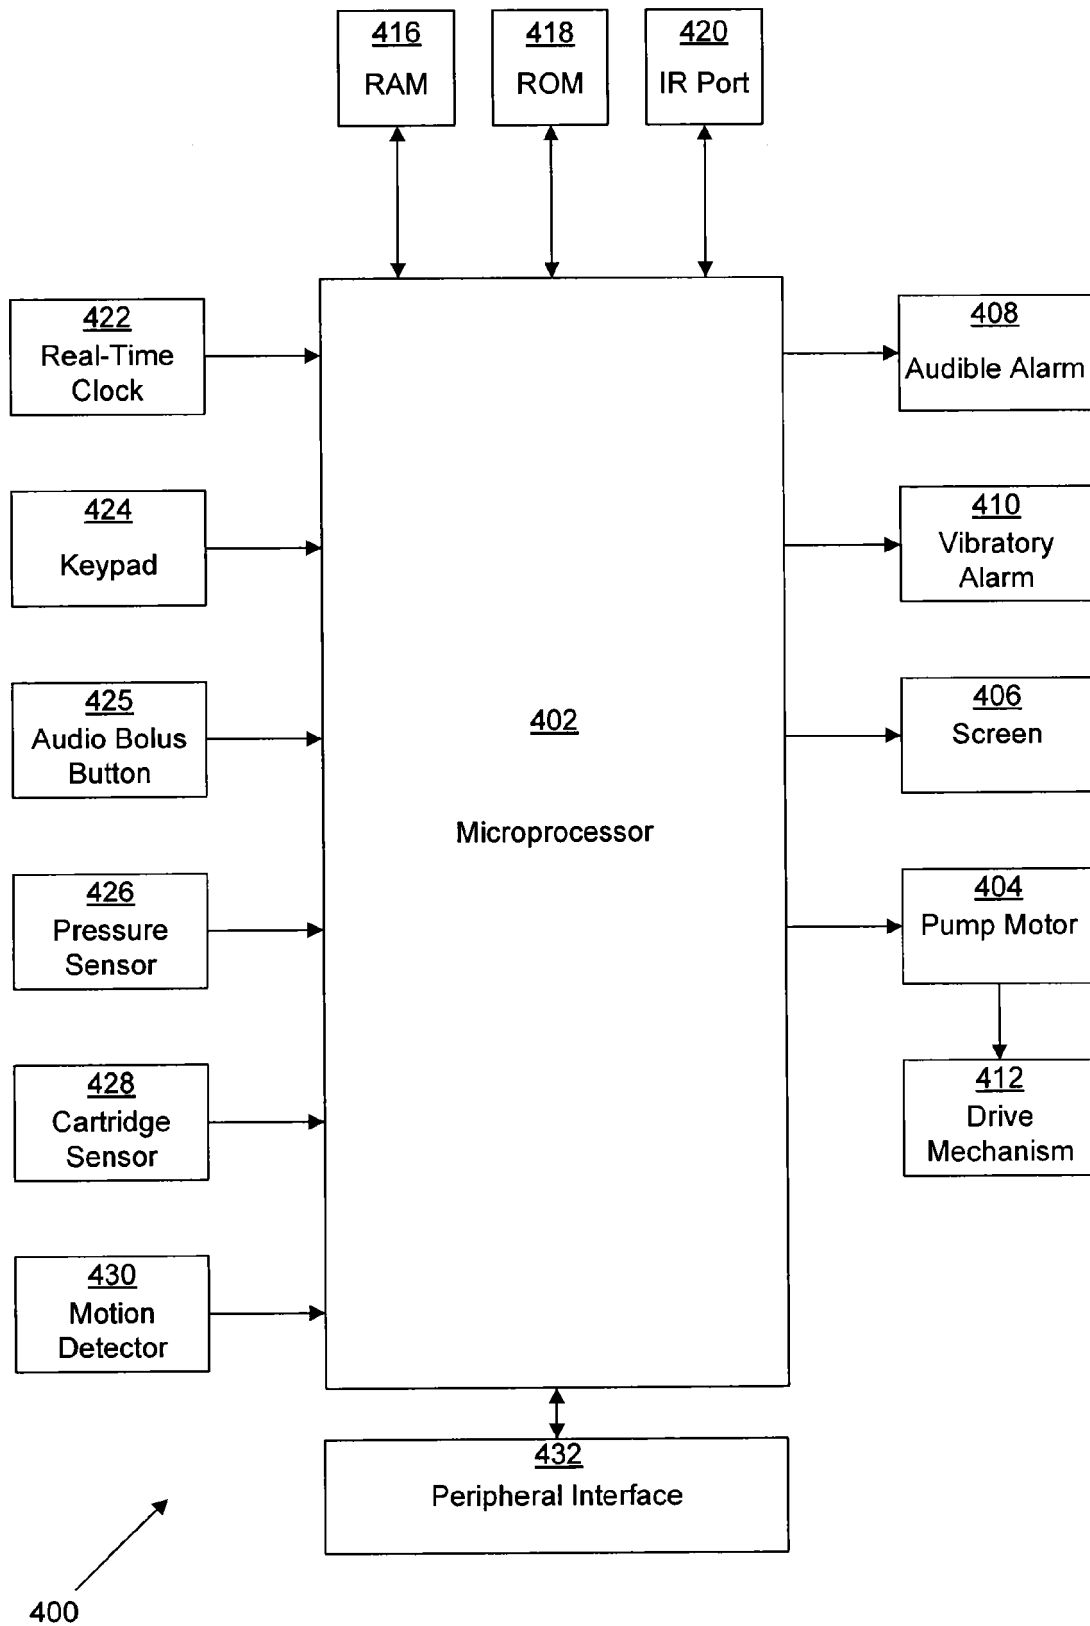 416
RAM
418
ROM
420
IR Port
422
Real-Time
Clock
424
Keypad
425
Audio Bolus
Button
426
Pressure
Sensor
428
Cartridge
Sensor
430
Motion
Detector
402
Microprocessor
408
Audible Alarm
410
Vibratory
Alarm
406
Screen
404
Pump Motor
412
Drive
Mechanism
432
Peripheral Interface
400